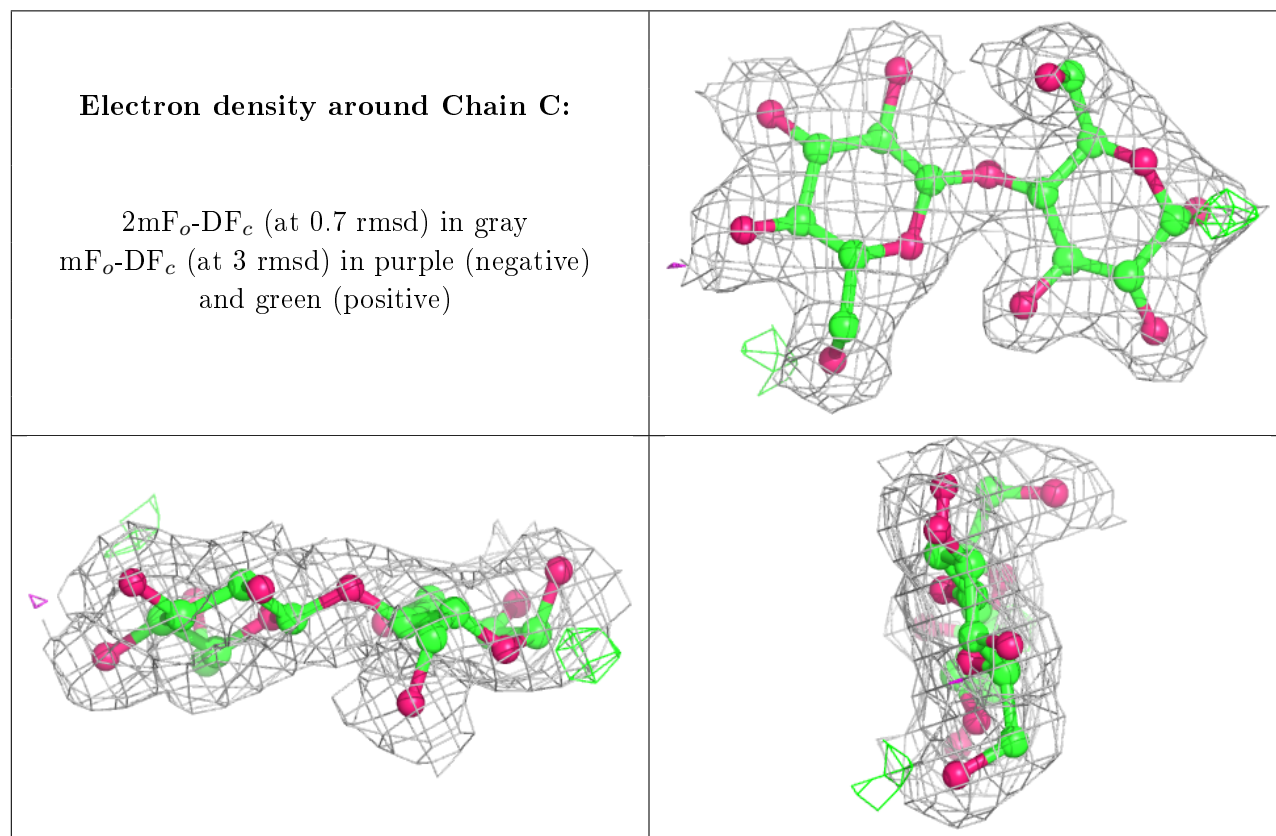 Electron density around Chain C:
2mFo-DFc (at 0.7 rmsd) in gray
mFo-DFc (at 3 rmsd) in purple (negative)
and green (positive)